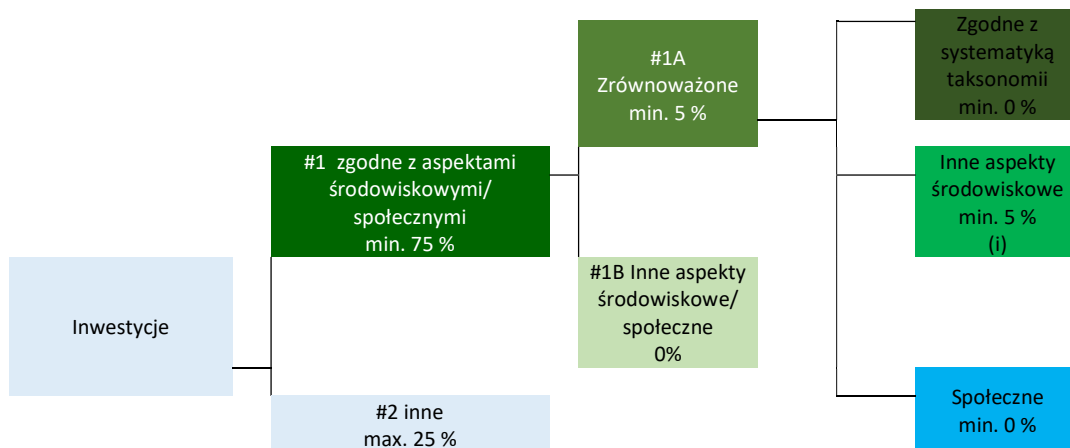 Inwestycje
#1 zgodne z aspektami
środowiskowymi/
społecznymi
min. 75 %
#2 inne
max. 25 %
#1A
Zrównoważone
min. 5 %
#1B Inne aspekty
środowiskowe/
społeczne
0%
Zgodne z
systematyką
taksonomii
min. 0 %
Inne aspekty
środowiskowe
min. 5 %
(i)
Społeczne
min. 0 %